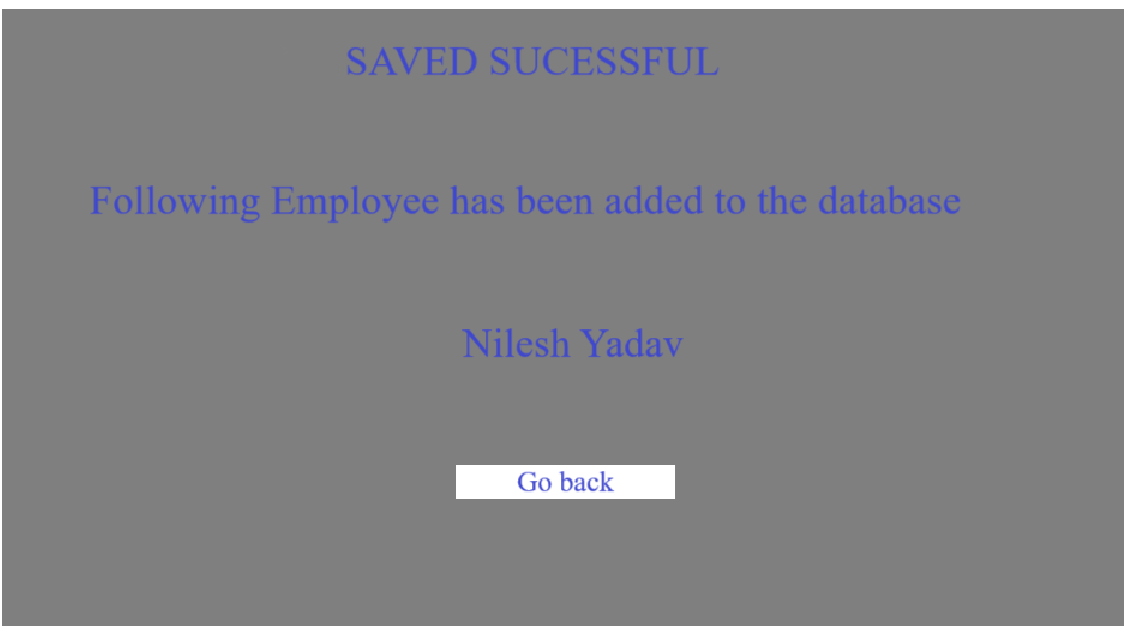 SAVED SUCESSFUL
Following Employee has been added to the database
Nilesh Yadav
Go back